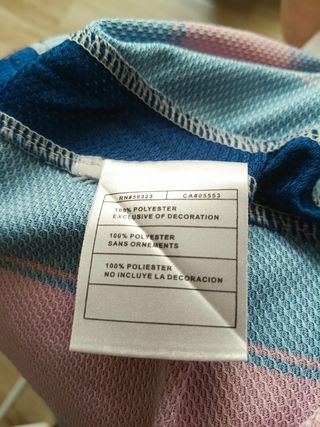 RN#56323 CA#05553
100% POLYESTER
EXCLUSIVE OF DECORATION
100% POLYESTER
SANS ORNEMENTS
100% POLIESTER
NO INCLUYE LA DECORACION